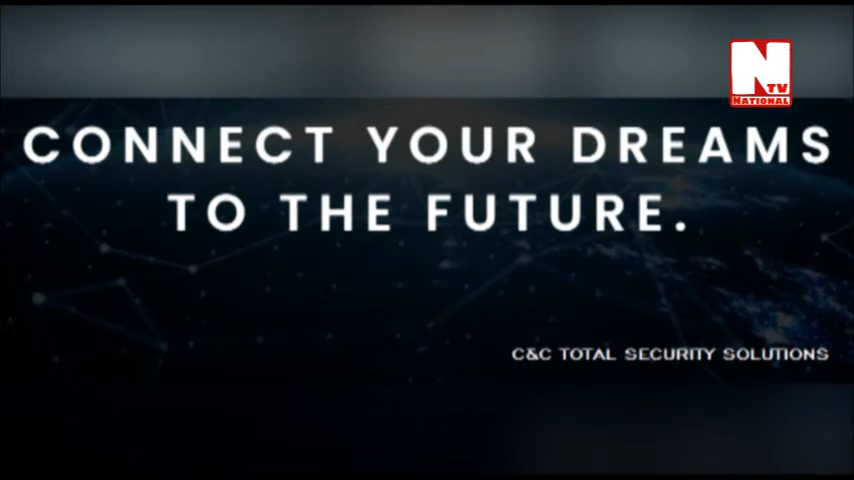 N TV
NATIONAL
CONNECT YOUR DREAMS
TO THE FUTURE.
C&C TOTAL SECURITY SOLUTIONS